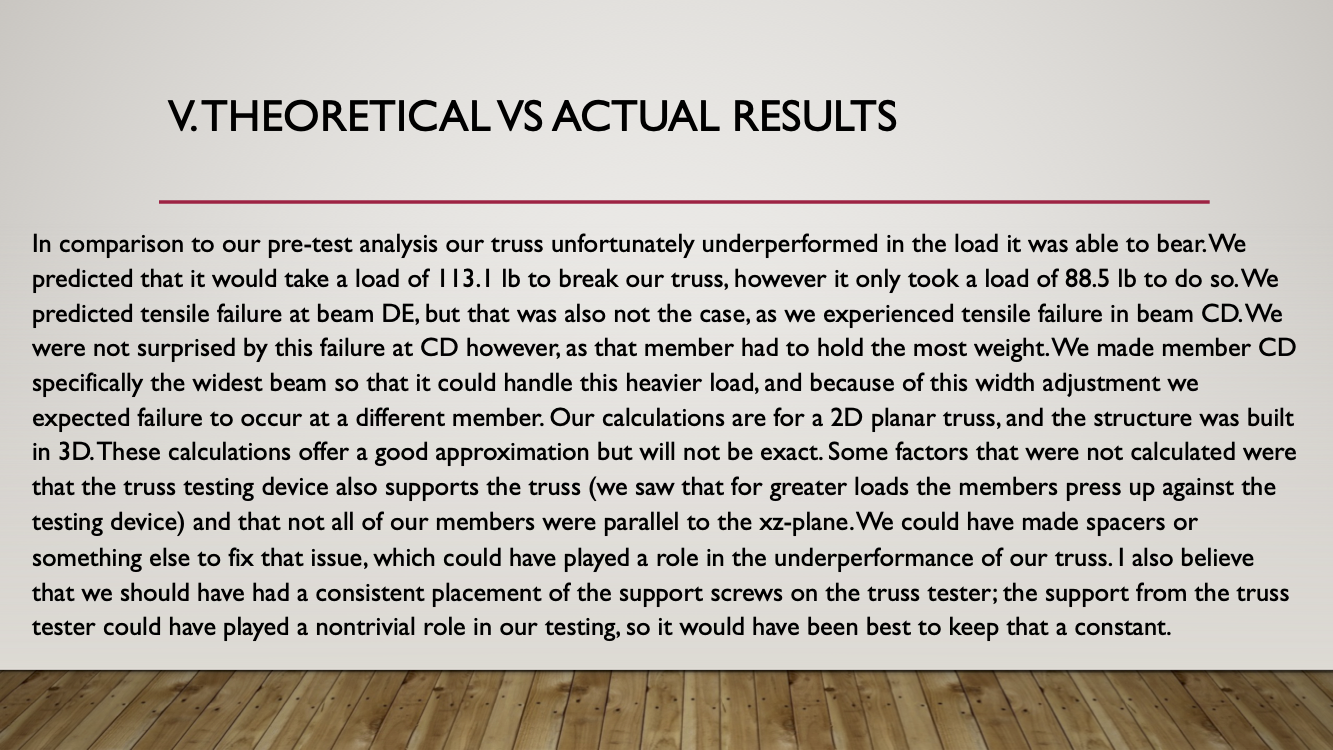 V. THEORETICAL VS ACTUAL RESULTS
In comparison to our pre-test analysis our truss unfortunately underperformed in the load it was able to bear. We
predicted that it would take a load of 113.1 lb to break our truss, however it only took a load of 88.5 lb to do so. We
predicted tensile failure at beam DE, but that was also not the case, as we experienced tensile failure in beam CD. We
were not surprised by this failure at CD however, as that member had to hold the most weight. We made member CD
specifically the widest beam so that it could handle this heavier load, and because of this width adjustment we
expected failure to occur at a different member. Our calculations are for a 2D planar truss, and the structure was built
in 3D. These calculations offer a good approximation but will not be exact. Some factors that were not calculated were
that the truss testing device also supports the truss (we saw that for greater loads the members press up against the
testing device) and that not all of our members were parallel to the xz-plane. We could have made spacers or
something else to fix that issue, which could have played a role in the underperformance of our truss. I also believe
that we should have had a consistent placement of the support screws on the truss tester; the support from the truss
tester could have played a nontrivial role in our testing, so it would have been best to keep that a constant.